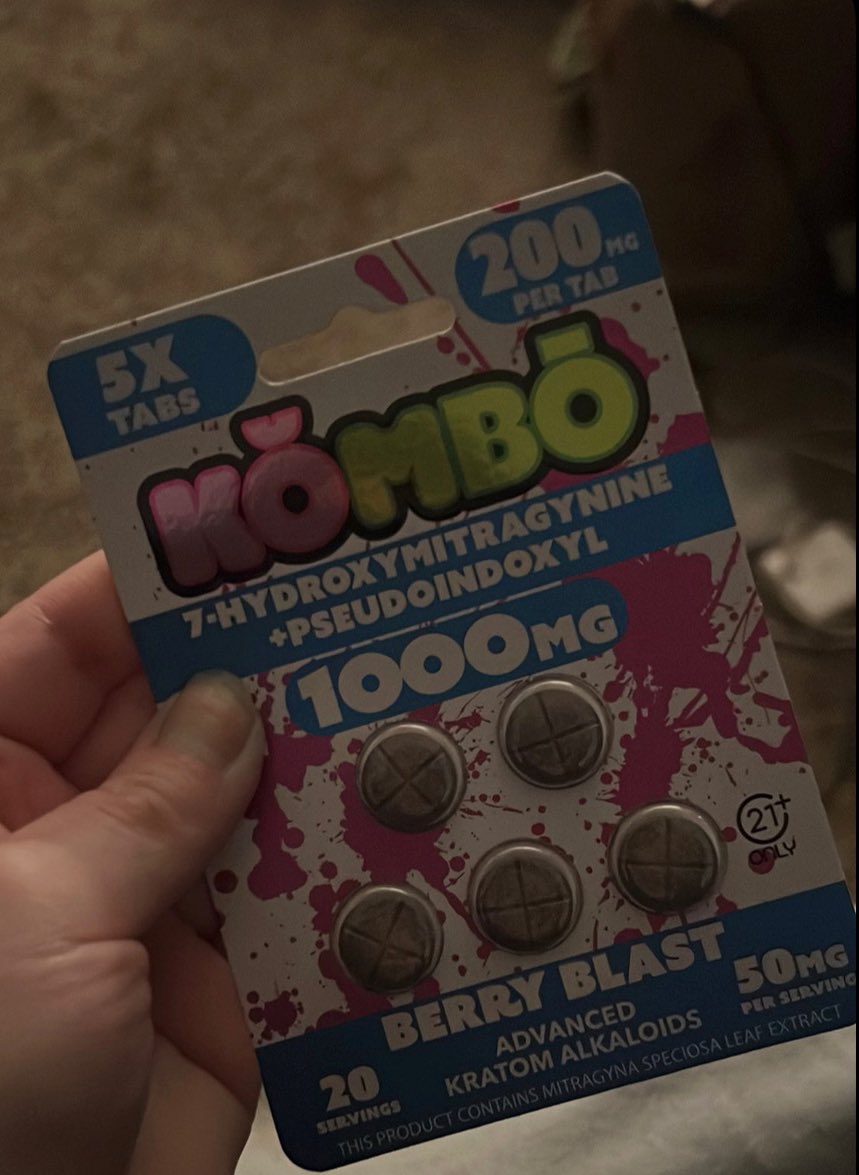 5X
TABS
200MG
PER TAB
KŎMBŌ
7-HYDROXYMITRAGYNINE
+PSEUDOINDOXYL
1000MG
21+
ONLY
BERRY BLAST
50MG
PER SERVING
ADVANCED
KRATOM ALKALOIDS
20
SERVINGS
THIS PRODUCT CONTAINS MITRAGYNA SPECIOSA LEAF EXTRACT